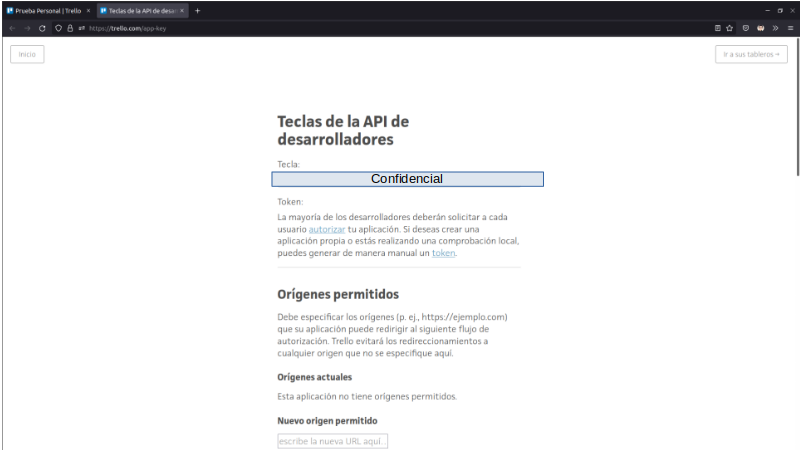 Prueba Personal | Trello
Teclas de la API de desar
https://trello.com/app-key
Inicio
Ir a sus tableros →
Teclas de la API de
desarrolladores
Tecla:
Confidencial
Token:
La mayoría de los desarrolladores deberán solicitar a cada
usuario autorizar tu aplicación. Si deseas crear una
aplicación propia o estás realizando una comprobación local,
puedes generar de manera manual un token.
Orígenes permitidos
Debe especificar los orígenes (p. ej., https://ejemplo.com)
que su aplicación puede redirigir al siguiente flujo de
autorización. Trello evitará los redireccionamientos a
cualquier origen que no se especifique aquí.
Orígenes actuales
Esta aplicación no tiene orígenes permitidos.
Nuevo origen permitido
escribe la nueva URL aquí...